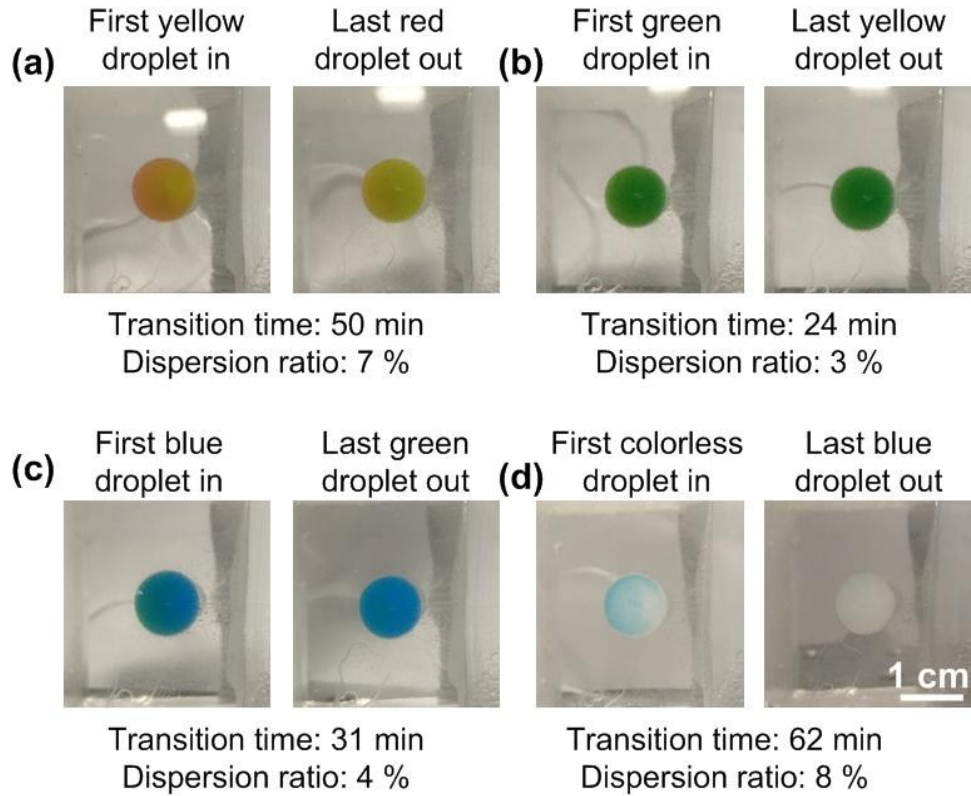 First yellow droplet in
Last red droplet out
(a)
Transition time: 50 min
Dispersion ratio: 7 %
First green droplet in
Last yellow droplet out
(b)
Transition time: 24 min
Dispersion ratio: 3 %
First blue droplet in
Last green droplet out
(c)
Transition time: 31 min
Dispersion ratio: 4 %
First colorless droplet in
Last blue droplet out
(d)
1 cm
Transition time: 62 min
Dispersion ratio: 8 %